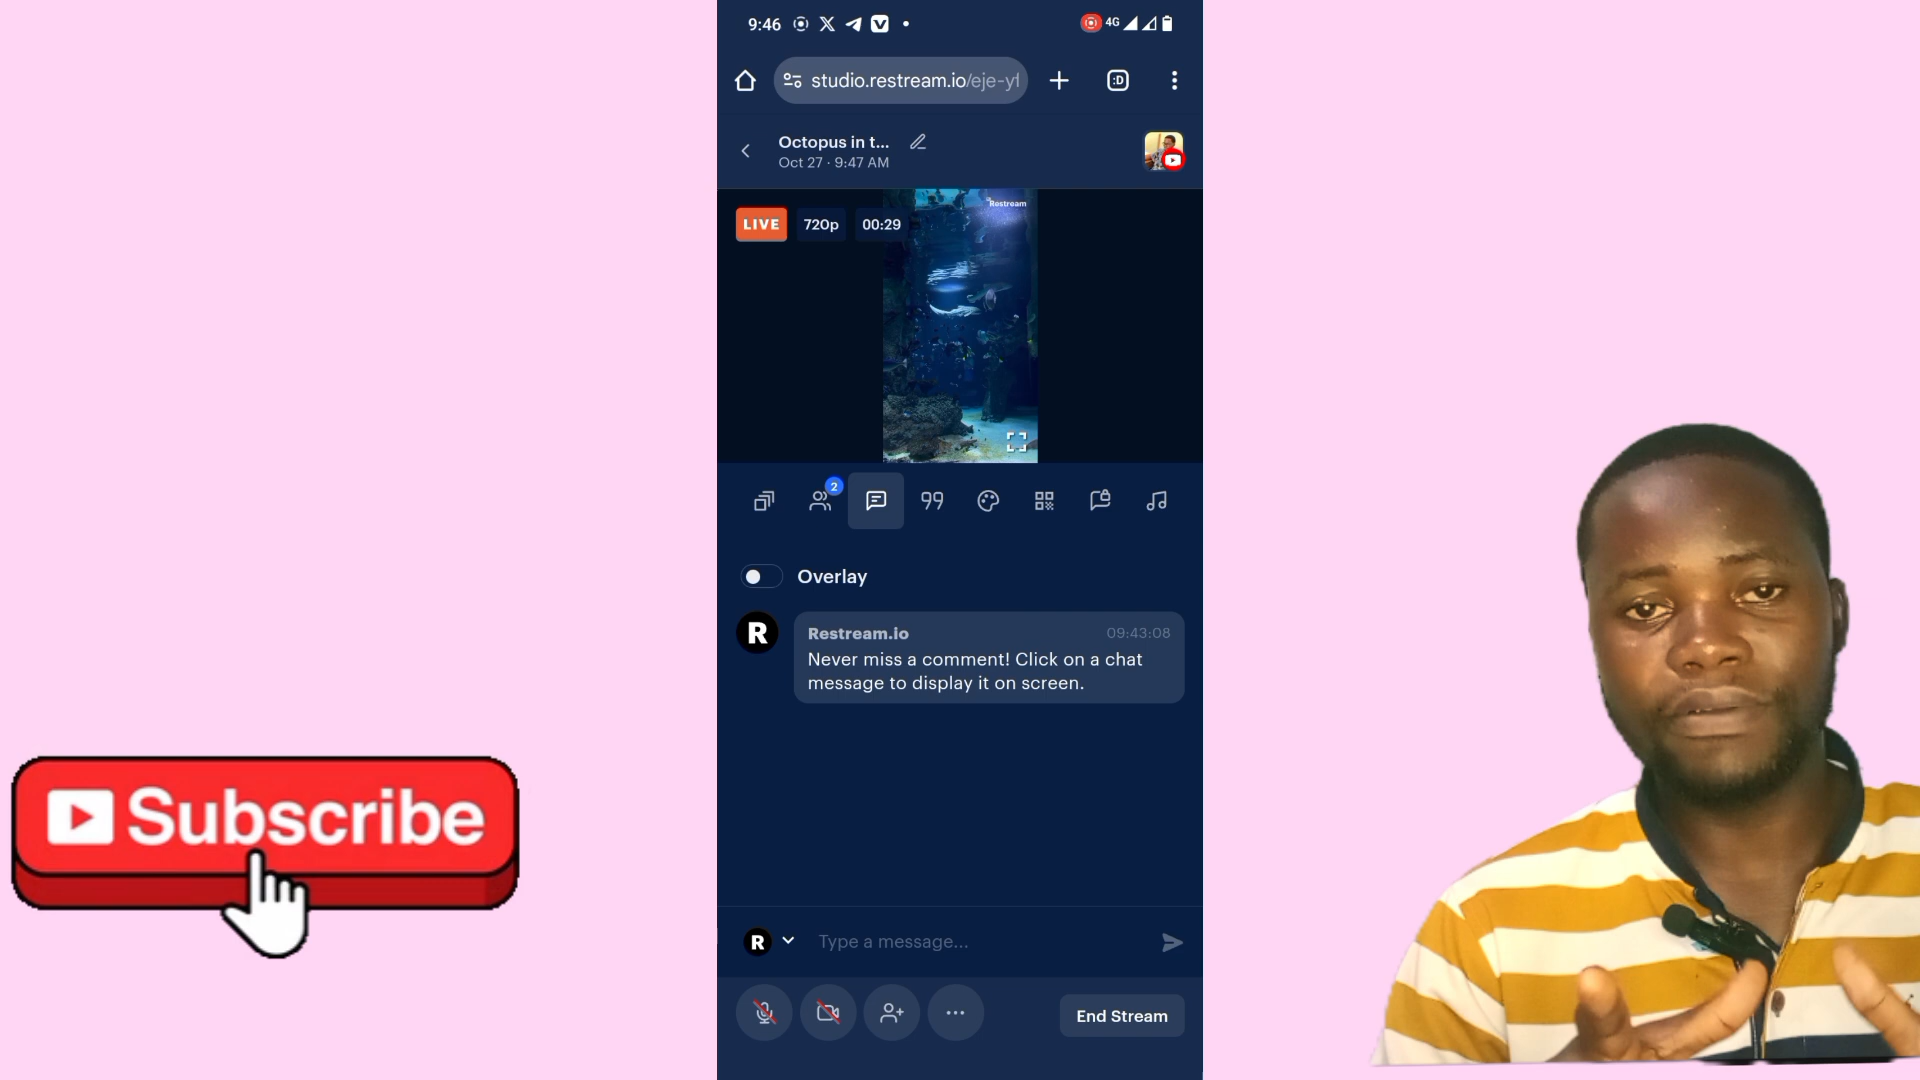 9:46
4G
studio.restream.io/eje-y
:D
Octopus in t...
Oct 27 · 9:47 AM
Restream
LIVE 720p 00:29
2
Overlay
R
Restream.io 09:43:08
Never miss a comment! Click on a chat
message to display it on screen.
Subscribe
R Type a message...
End Stream